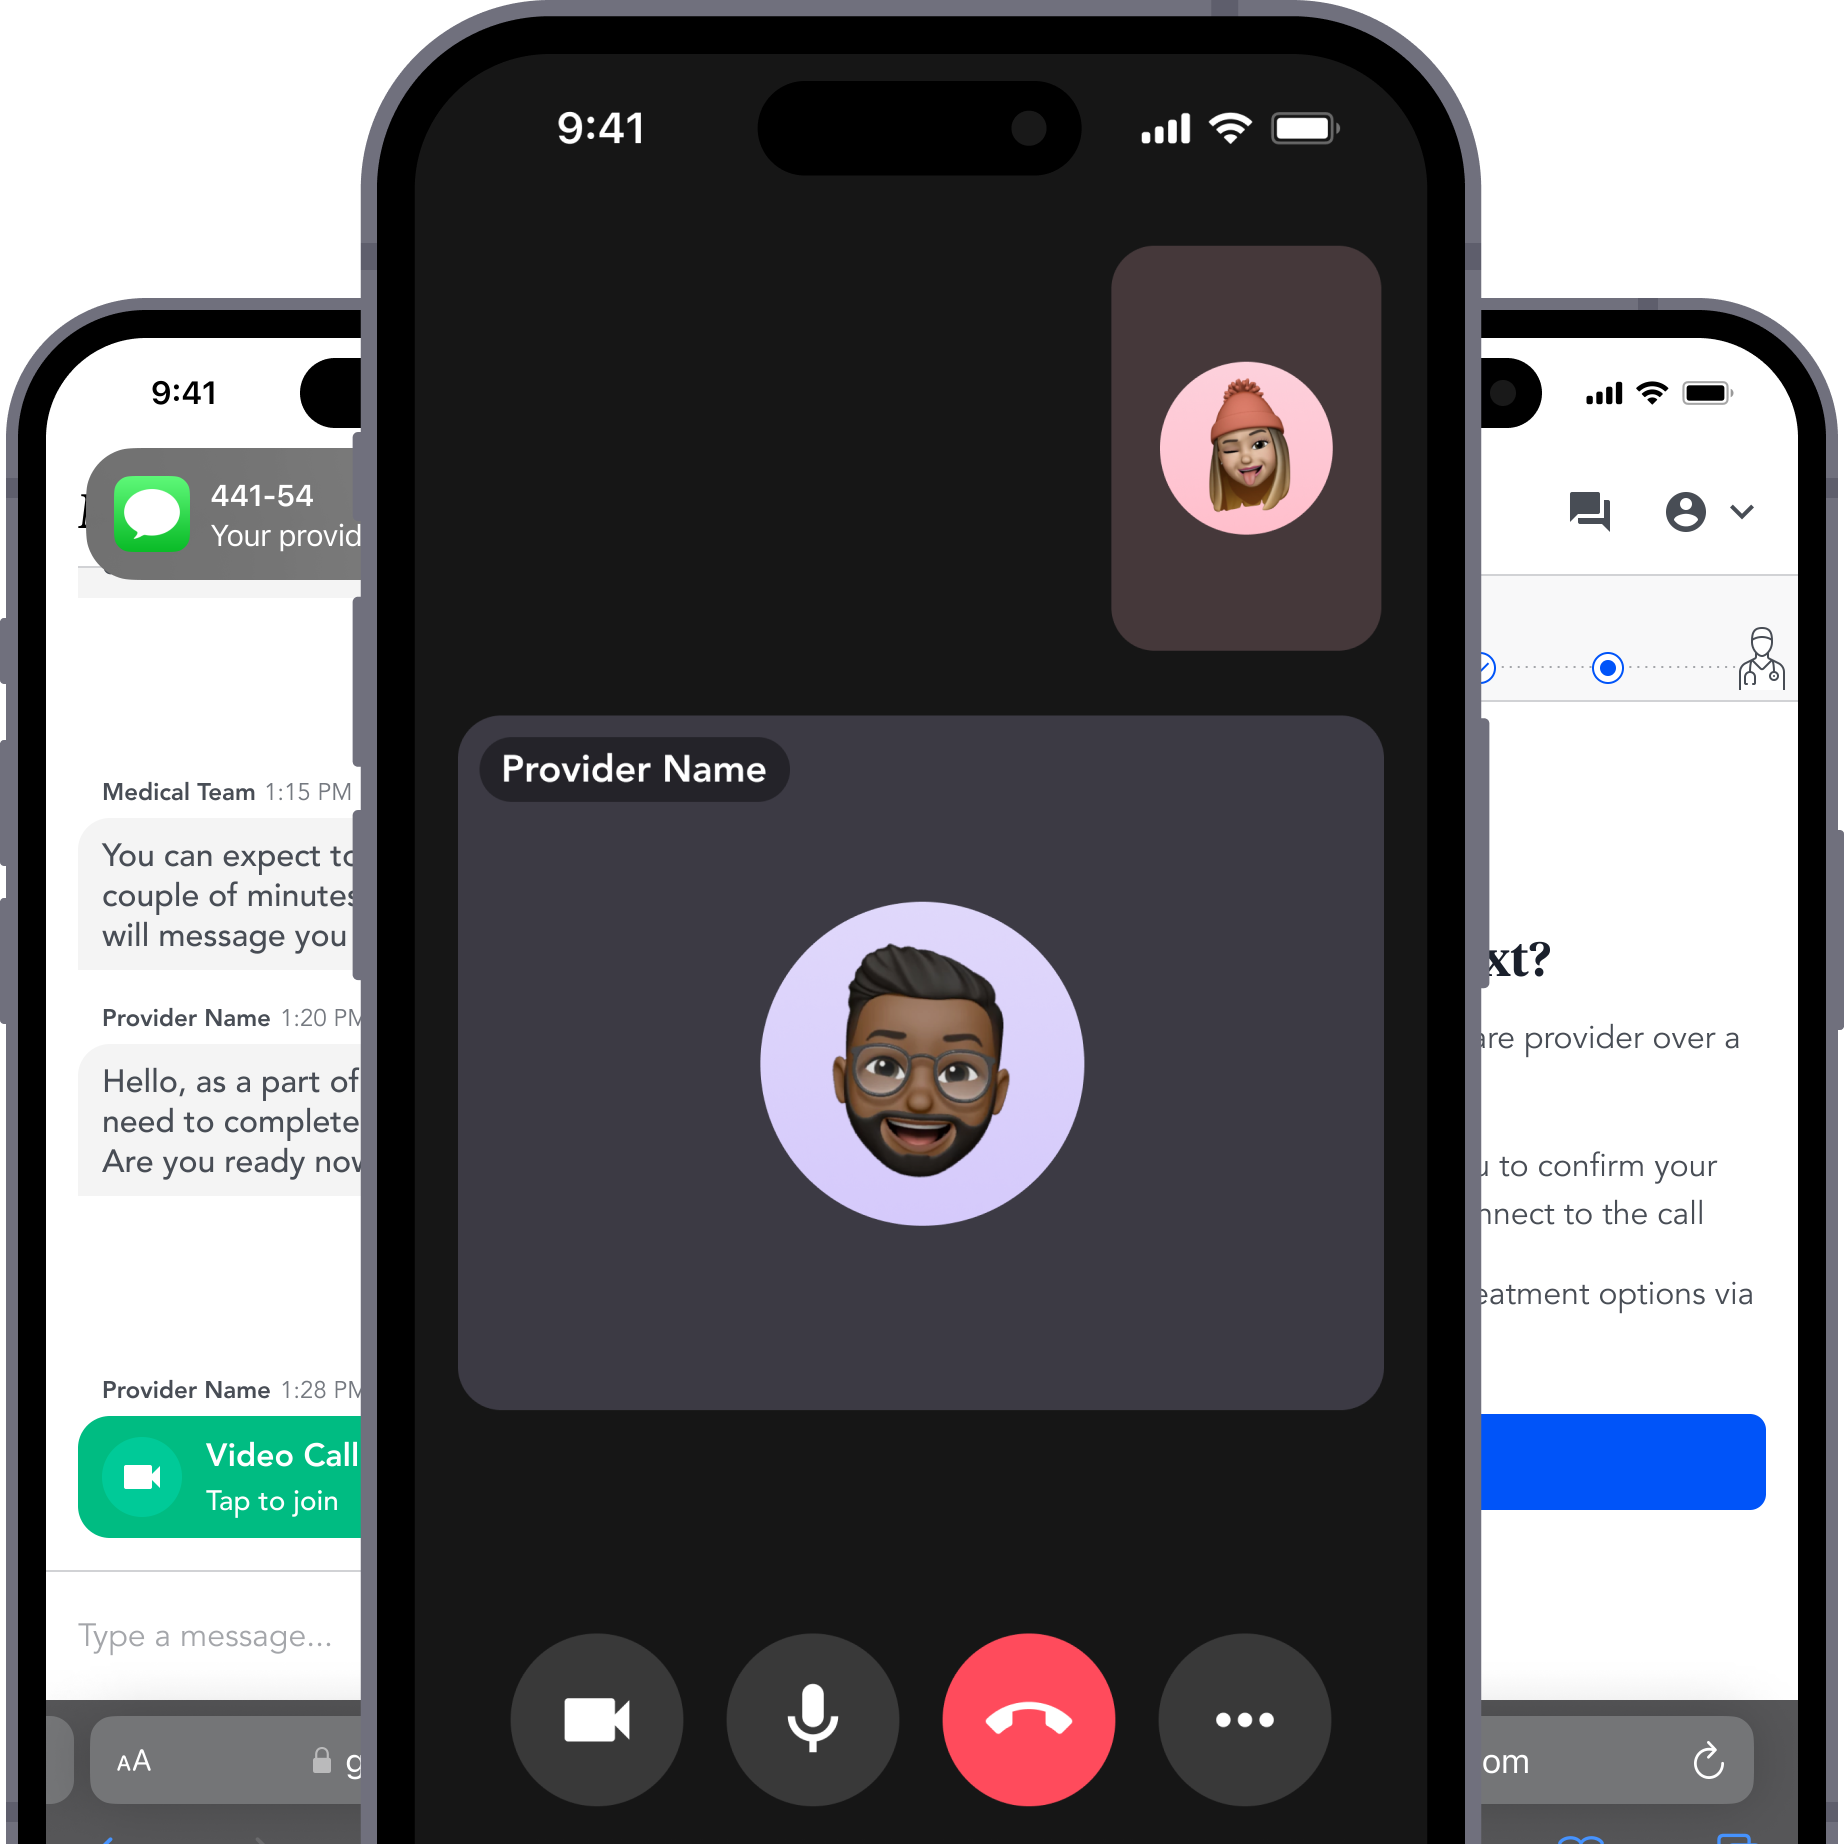 9:41
441-54
Your provid
Medical Team 1:15 PM
You can expect to
couple of minutes
will message you
Provider Name 1:20 PM
Hello, as a part of
need to complete
Are you ready now
Provider Name 1:28 PM
Video Call
Tap to join
Type a message...
AA
g
9:41
Provider Name
xt?
are provider over a
u to confirm your
nnect to the call
eatment options via
om